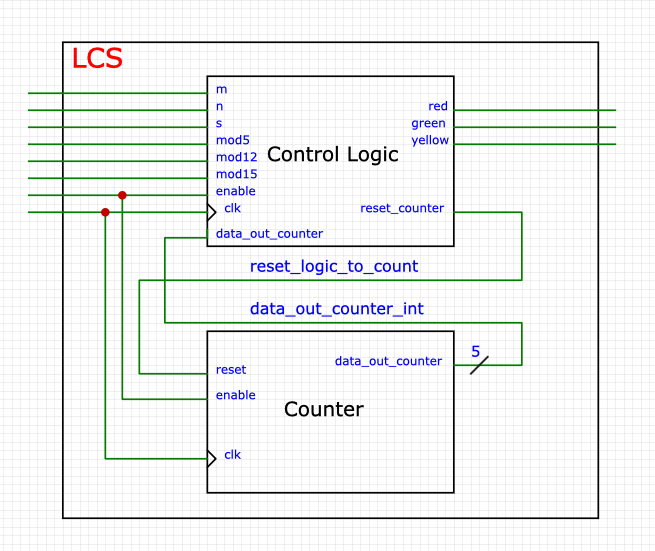 LCS
m
n
s
mod5
mod12
mod15
enable
clk
data_out_counter
Control Logic
red
green
yellow
reset_counter
reset_logic_to_count
data_out_counter_int
reset
enable
clk
Counter
data_out_counter
5